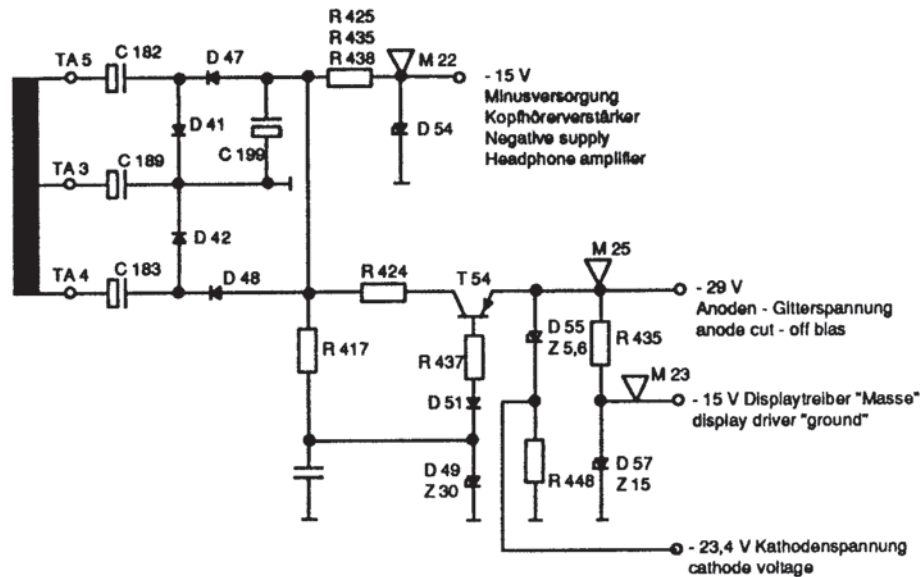 R 425
R 435
R 438
M 22
C 182
D 47
TA 5
- 15 V
Minusversorgung
Kopfhörerverstärker
Negative supply
Headphone amplifier
D 41
C 199
D 54
C 189
TA 3
D 42
M 25
C 183
TA 4
D 48
R 424
T 54
- 29 V
Anoden - Gitterspannung
anode cut - off bias
D 55
Z 5,6
R 435
R 417
R 437
M 23
D 51
- 15 V Displaytreiber "Masse"
display driver "ground"
D 49
Z 30
R 448
D 57
Z 15
- 23,4 V Kathodenspannung
cathode voltage